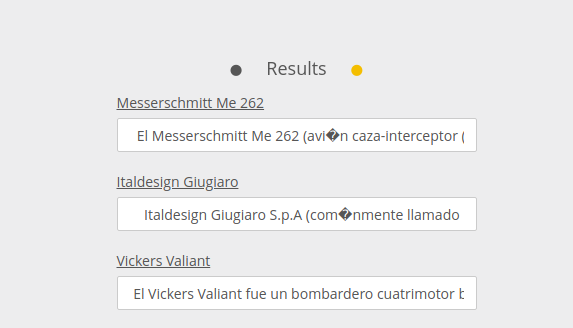 Results
Messerschmitt Me 262
El Messerschmitt Me 262 (avi�n caza-interceptor (
Italdesign Giugiaro
Italdesign Giugiaro S.p.A (com�nmente llamado
Vickers Valiant
El Vickers Valiant fue un bombardero cuatrimotor